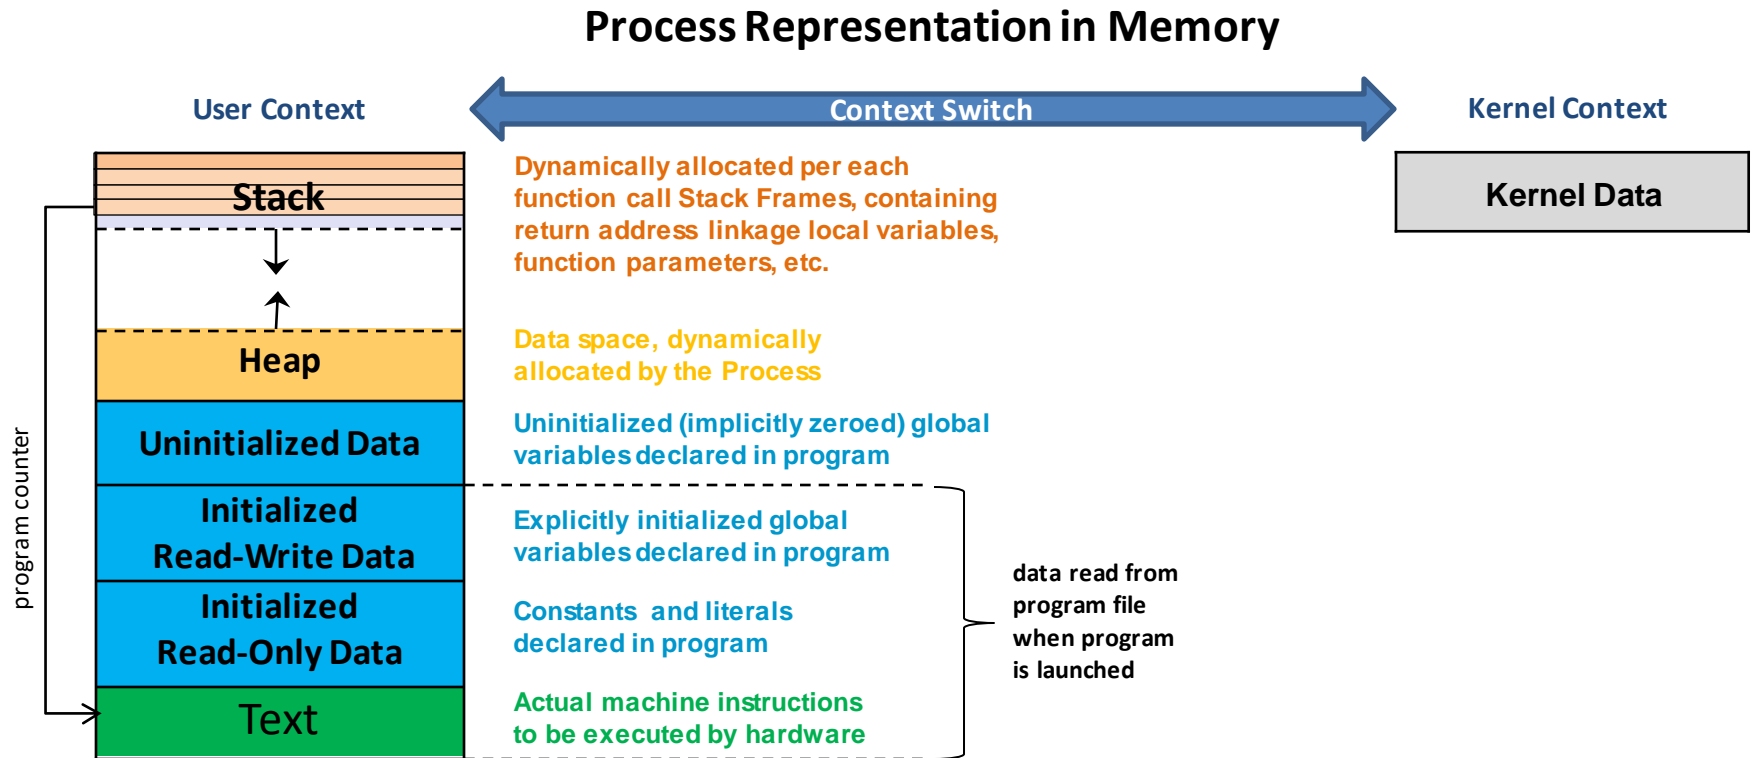 Process Representation in Memory
User Context
Context Switch
Kernel Context
Stack
Dynamically allocated per each
function call Stack Frames, containing
return address linkage local variables,
function parameters, etc.
Kernel Data
Heap
Data space, dynamically
allocated by the Process
Uninitialized Data
Uninitialized (implicitly zeroed) global
variables declared in program
program counter
Initialized
Read-Write Data
Explicitly initialized global
variables declared in program
Initialized
Read-Only Data
Constants and literals
declared in program
data read from
program file
when program
is launched
Text
Actual machine instructions
to be executed by hardware